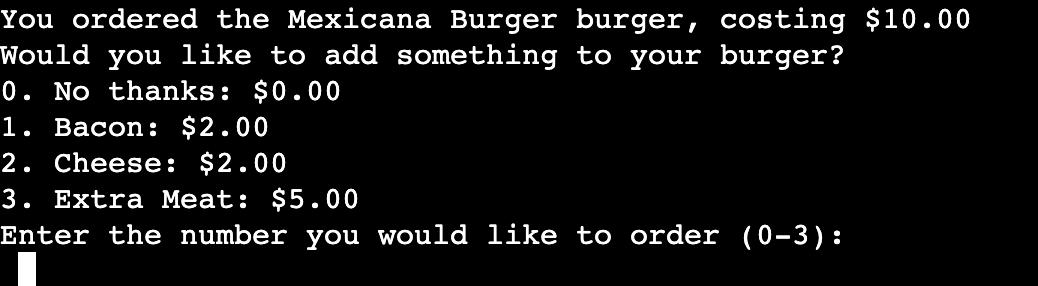 You ordered the Mexicana Burger burger, costing $10.00
Would you like to add something to your burger?
0. No thanks: $0.00
1. Bacon: $2.00
2. Cheese: $2.00
3. Extra Meat: $5.00
Enter the number you would like to order (0-3):